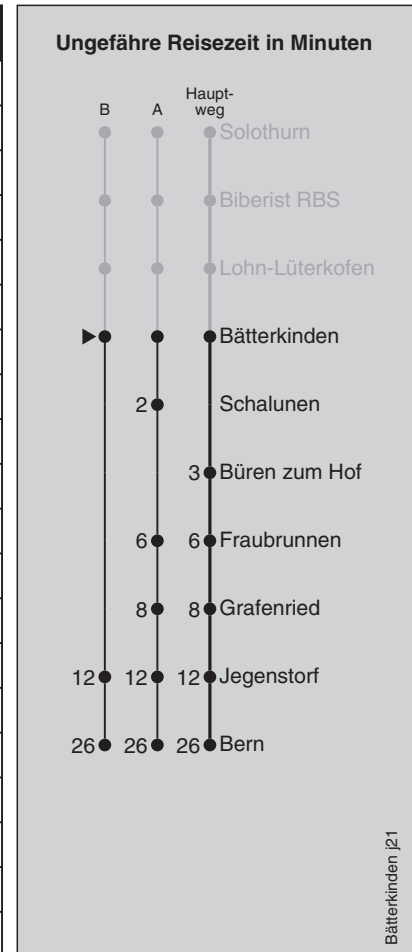 Ungefähre Reisezeit in Minuten
B A Haupt-
weg
Solothurn
Biberist RBS
Lohn-Lüterkofen
Bätterkinden
2 Schalunen
3 Büren zum Hof
6 6 Fraubrunnen
8 8 Grafenried
12 12 12 Jegenstorf
26 26 26 Bern
Bätterkinden j21